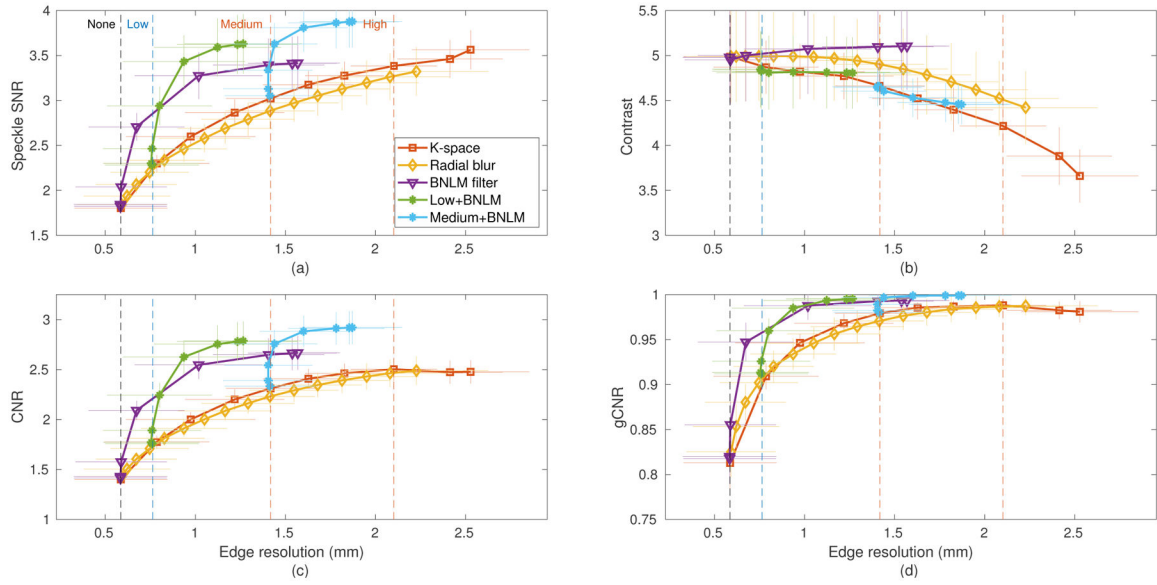 None
Low
Medium
High
Speckle SNR
4
3.5
3
2.5
2
1.5
0.5
1
1.5
2
2.5
(a)
K-space
Radial blur
BNLM filter
Low+BNLM
Medium+BNLM
Contrast
5.5
5
4.5
4
3.5
3
0.5
1
1.5
2
2.5
(b)
CNR
3
2.5
2
1.5
1
0.5
1
1.5
2
2.5
Edge resolution (mm)
(c)
gCNR
1
0.95
0.9
0.85
0.8
0.75
0.5
1
1.5
2
2.5
Edge resolution (mm)
(d)